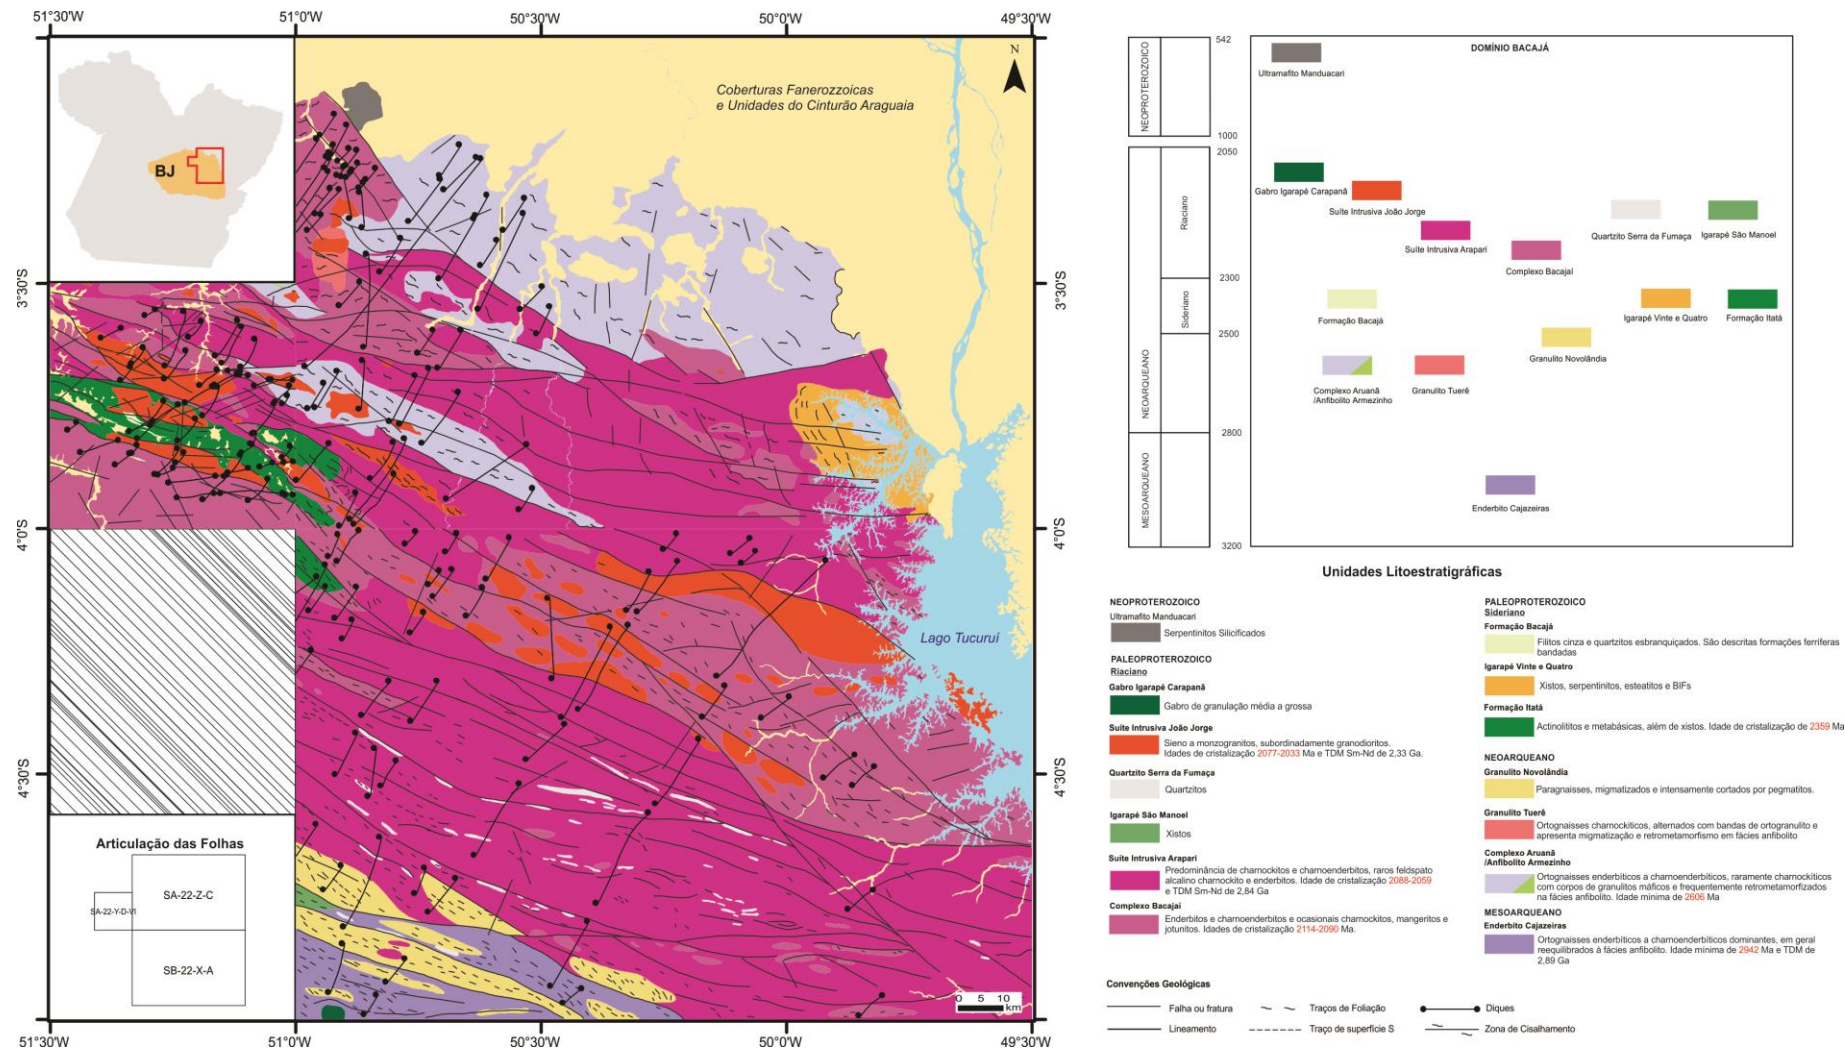 51°30'W
51°0'W
50°30'W
50°0'W
49°30'W
BJ
Coberturas Fanerozzoicas
e Unidades do Cinturão Araguaia
N
3°30'S
3°30'S
4°0'S
4°0'S
Lago Tucuruí
4°30'S
4°30'S
Articulação das Folhas
SA-22-Z-C
SA-22-Y-D-VI
SB-22-X-A
0 5 10
km
51°30'W
51°0'W
50°30'W
50°0'W
49°30'W
DOMÍNIO BACAJÁ
NEOPROTEROZOICO
542
1000
Ultramafito Manduacari
2050
Riaciano
2300
Sideriano
2500
NEOARQUEANO
2800
MESOARQUEANO
3200
Gabro Igarapé Carapanã
Suíte Intrusiva João Jorge
Suíte Intrusiva Arapari
Complexo Bacajaí
Quartzito Serra da Fumaça
Igarapé São Manoel
Formação Bacajá
Igarapé Vinte e Quatro
Formação Itatá
Granulito Novolândia
Complexo Aruanã
/Anfibolito Armezinho
Granulito Tuerê
Enderbito Cajazeiras
Unidades Litoestratigráficas
NEOPROTEROZOICO
Ultramafito Manduacari
Serpentinitos Silicificados
PALEOPROTEROZOICO
Riaciano
Gabro Igarapé Carapanã
Gabro de granulação média a grossa
Suíte Intrusiva João Jorge
Sieno a monzogranitos, subordinadamente granodioritos.
Idades de cristalização 2077-2033 Ma e TDM Sm-Nd de 2,33 Ga.
Quartzito Serra da Fumaça
Quartzitos
Igarapé São Manoel
Xistos
Suíte Intrusiva Arapari
Predominância de charnockitos e charnoenderbitos, raros feldspato
alcalino charnockito e enderbitos. Idade de cristalização 2088-2059
e TDM Sm-Nd de 2,84 Ga
Complexo Bacajaí
Enderbitos e charnoenderbitos e ocasionais charnockitos, mangeritos e
jotunitos. Idades de cristalização 2114-2090 Ma.
PALEOPROTEROZOICO
Sideriano
Formação Bacajá
Filitos cinza e quartzitos esbranquiçados. São descritas formações ferríferas
bandadas
Igarapé Vinte e Quatro
Xistos, serpentinitos, esteatitos e BIFs
Formação Itatá
Actinolititos e metabásicas, além de xistos. Idade de cristalização de 2359 Ma
NEOARQUEANO
Granulito Novolândia
Paragnaisses, migmatizados e intensamente cortados por pegmatitos.
Granulito Tuerê
Ortognaisses charnockíticos, alternados com bandas de ortogranulito e
apresenta migmatização e retrometamorfismo em fácies anfibolito
Complexo Aruanã
/Anfibolito Armezinho
Ortognaisses enderbíticos a charnoenderbíticos, raramente charnockíticos
com corpos de granulitos máficos e frequentemente retrometamorfizados
na fácies anfibolito. Idade mínima de 2606 Ma
MESOARQUEANO
Enderbito Cajazeiras
Ortognaisses enderbíticos a charnoenderbíticos dominantes, em geral
reequilibrados à fácies anfibolito. Idade mínima de 2942 Ma e TDM de
2,89 Ga
Convenções Geológicas
Falha ou fratura
Traços de Foliação
Diques
Lineamento
Traço de superfície S
Zona de Cisalhamento